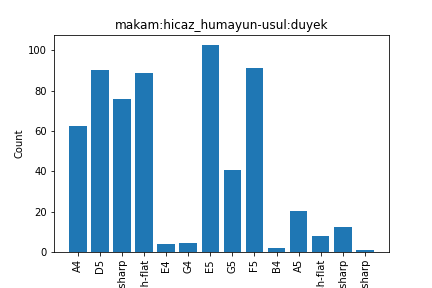 makam:hicaz_humayun-usul:duyek
Count
100
80
60
40
20
0
A4
D5
sharp
h-flat
E4
G4
E5
G5
F5
B4
A5
h-flat
sharp
sharp